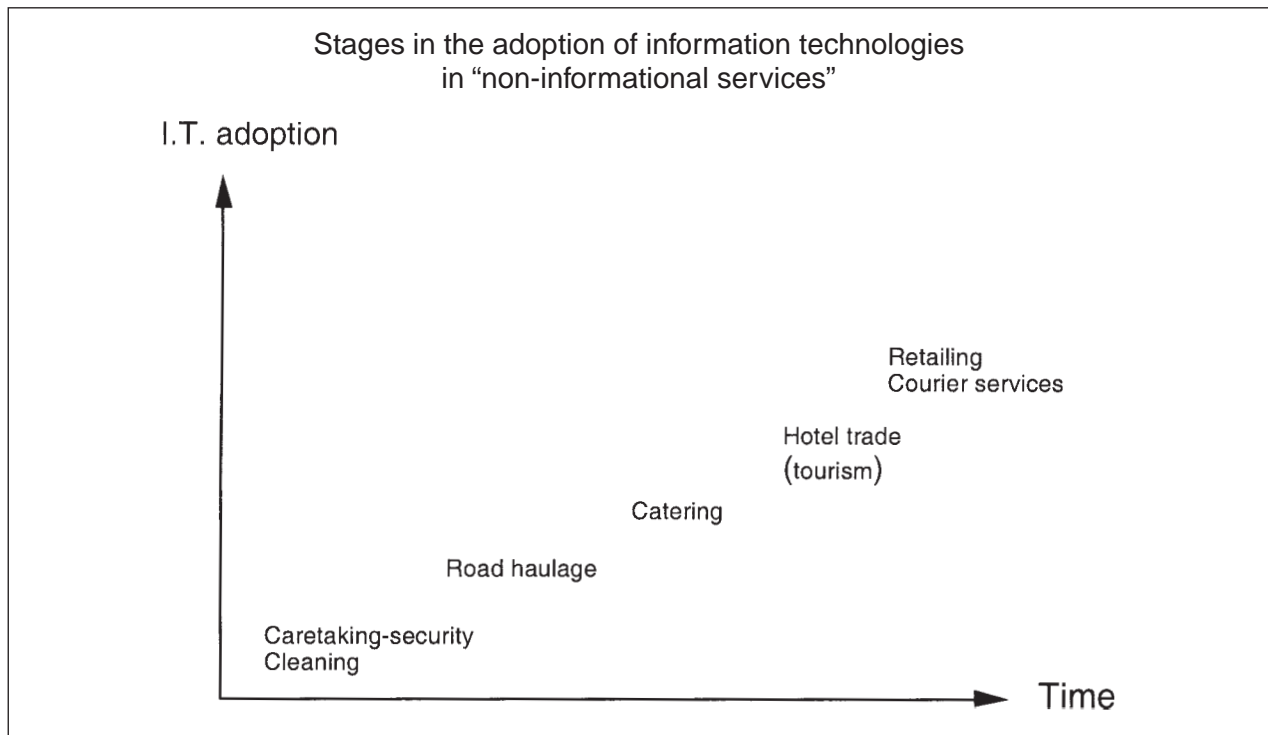 Stages in the adoption of information technologies
in “non-informational services”
I.T. adoption
Retailing
Courier services
Hotel trade
(tourism)
Catering
Road haulage
Caretaking-security
Cleaning
Time